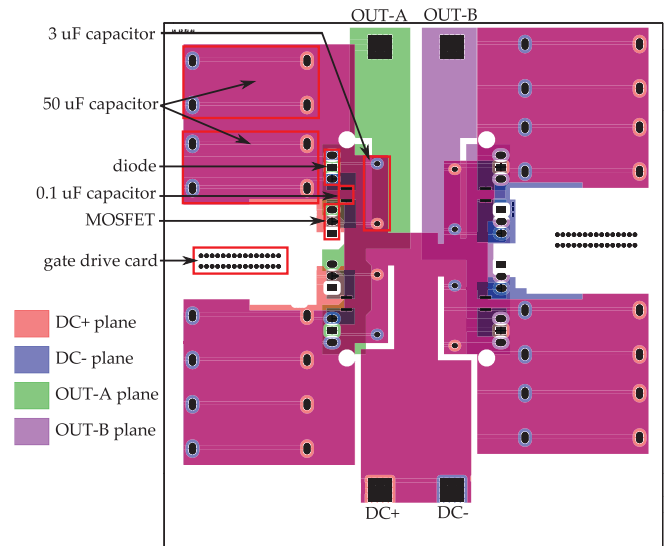 OUT-A OUT-B
3 uF capacitor
50 uF capacitor
diode
0.1 uF capacitor
MOSFET
gate drive card
DC+ plane
DC- plane
OUT-A plane
OUT-B plane
DC+ DC-